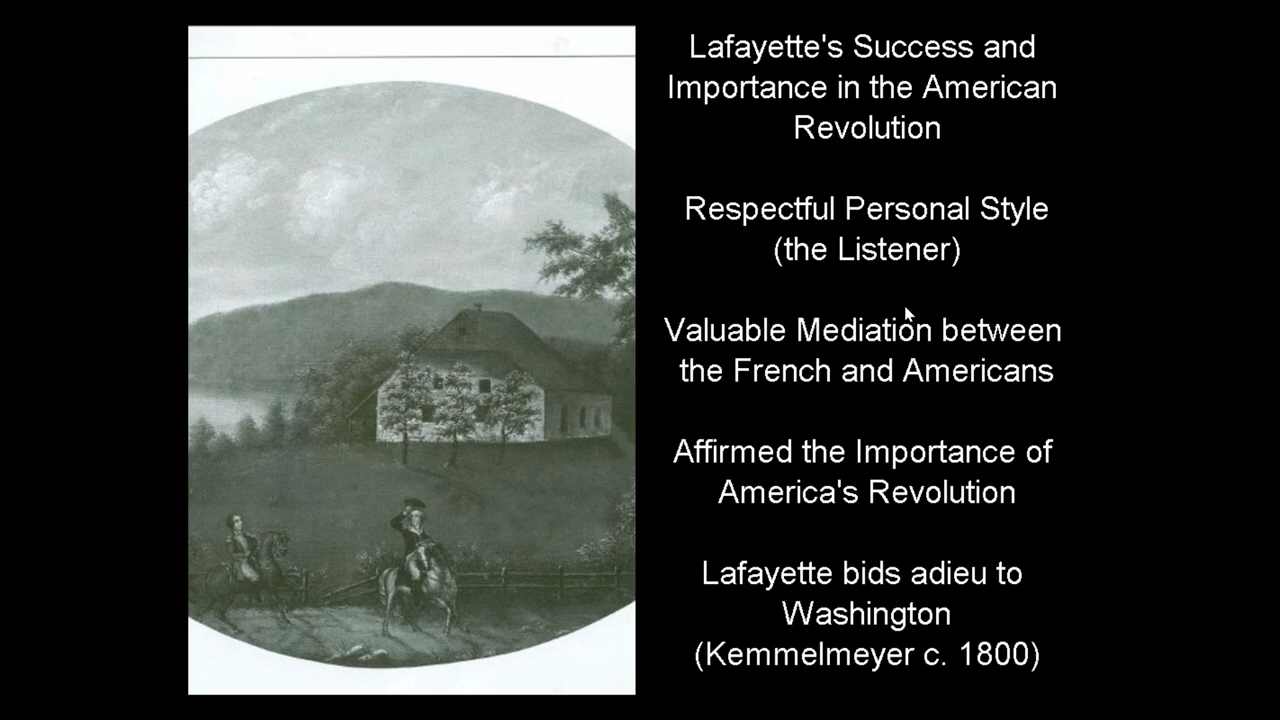 Lafayette's Success and
Importance in the American
Revolution
Respectful Personal Style
(the Listener)
Valuable Mediation between
the French and Americans
Affirmed the Importance of
America's Revolution
Lafayette bids adieu to
Washington
(Kemmelmeyer c. 1800)